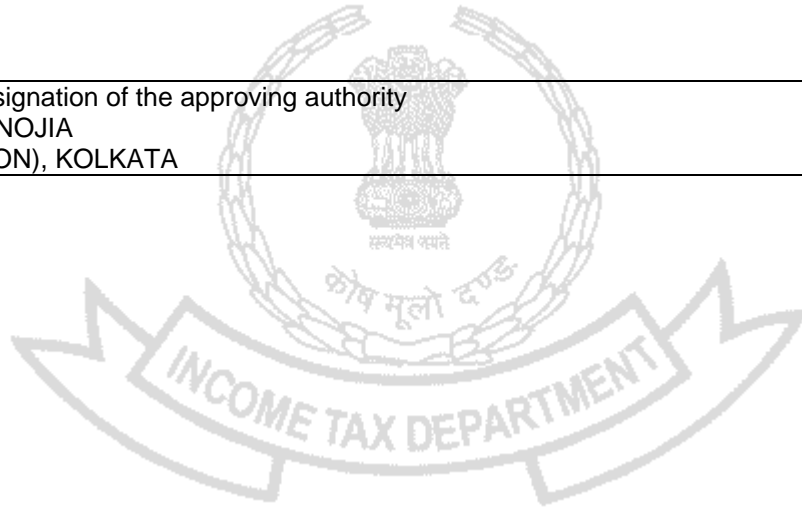 signation of the approving authority
NOJIA
ON), KOLKATA
सत्यमेव जयते
कोष मूलो दण्ड:
INCOME TAX DEPARTMENT